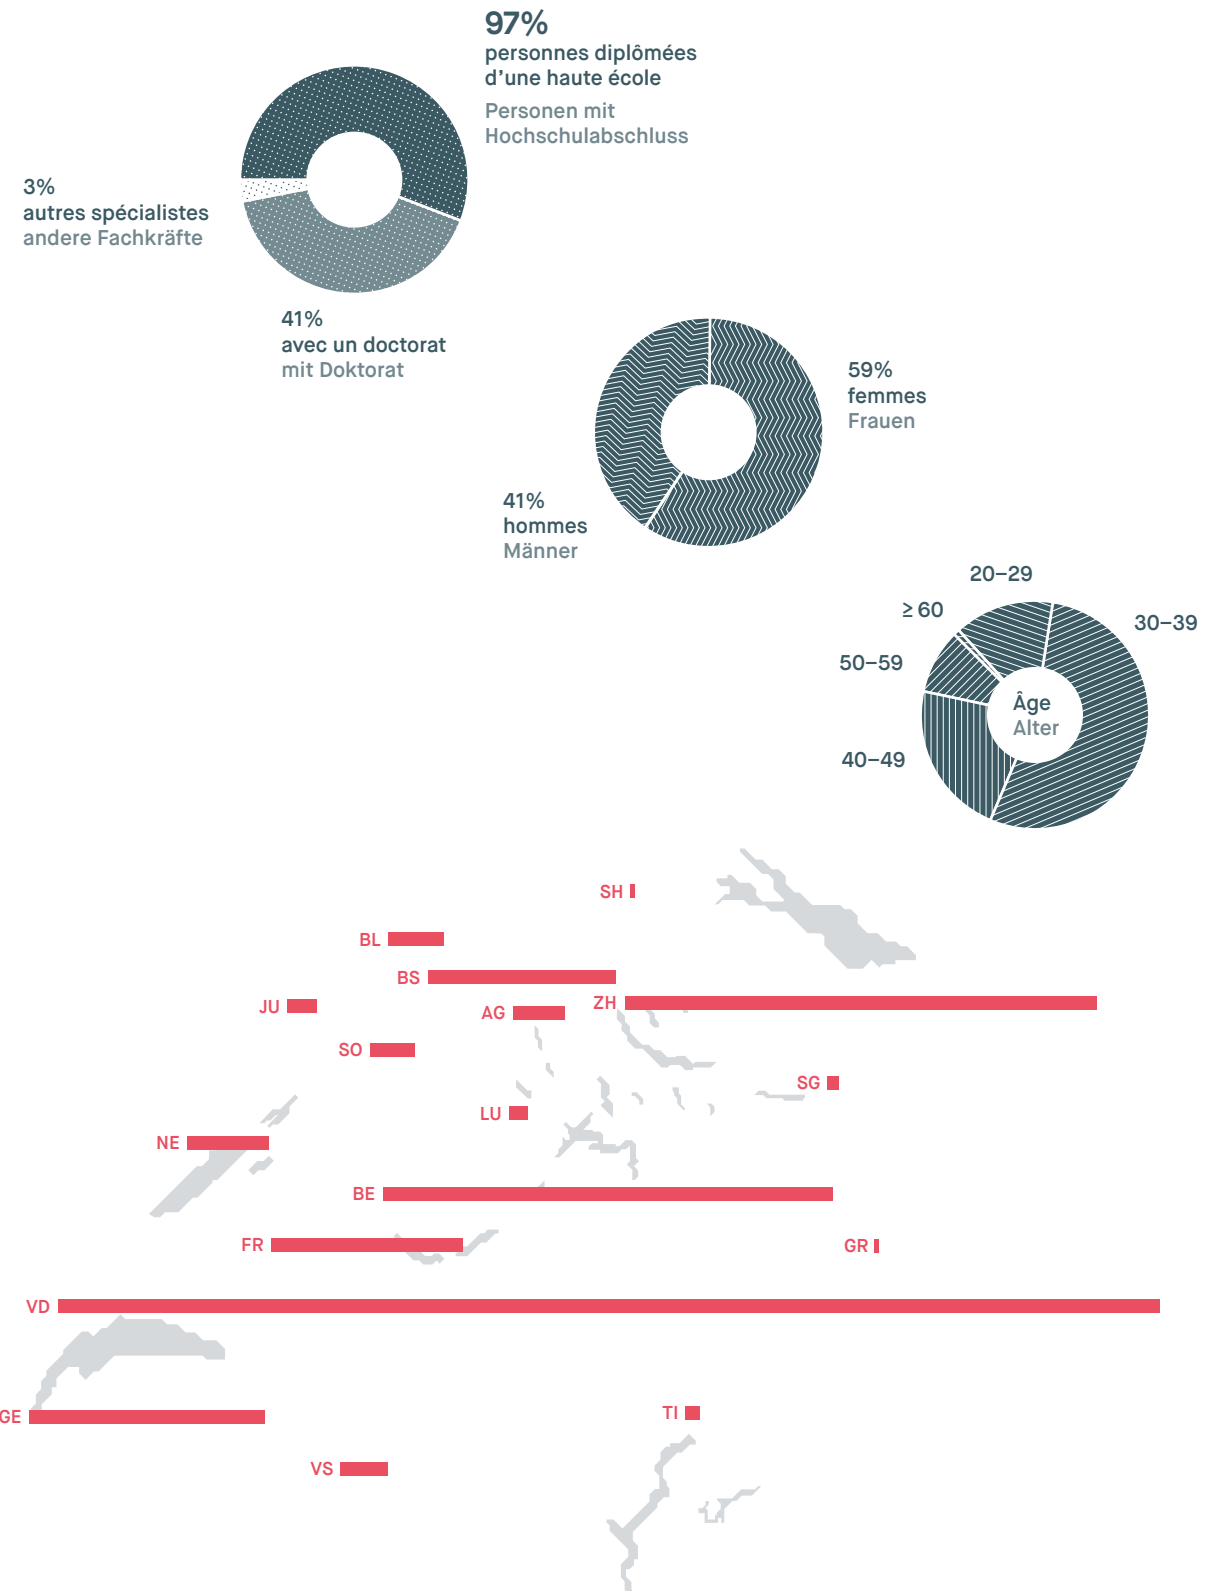 97%
personnes diplômées
d'une haute école
Personen mit
Hochschulabschluss
3%
autres spécialistes
andere Fachkräfte
41%
avec un doctorat
mit Doktorat
59%
femmes
Frauen
41%
hommes
Männer
20–29
≥ 60
30–39
50–59
Âge
Alter
40–49
SH
BL
BS
ZH
JU
AG
SO
SG
LU
NE
BE
FR
GR
VD
TI
GE
VS